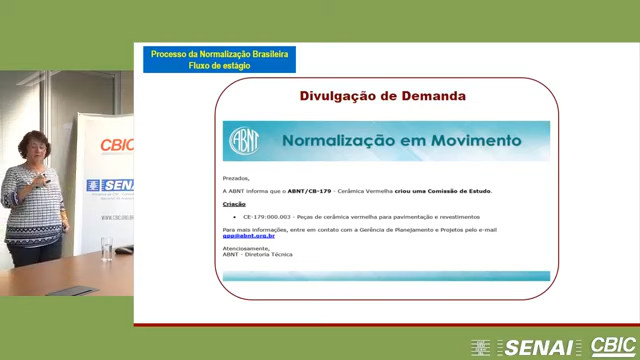 Processo da Normalização Brasileira
Fluxo de estágio
Divulgação de Demanda
ABNT
Normalização em Movimento
Prezados,
A ABNT informa que o ABNT/CB-179 - Cerâmica Vermelha criou uma Comissão de Estudo.
Criação
• CE-179:000.003 - Peças de cerâmica vermelha para pavimentação e revestimentos
Para mais informações, entre em contato com a Gerência de Planejamento e Projetos pelo e-mail
gpp@abnt.org.br
Atenciosamente,
ABNT - Diretoria Técnica
CBIC
SENAI
SENAI
CBIC